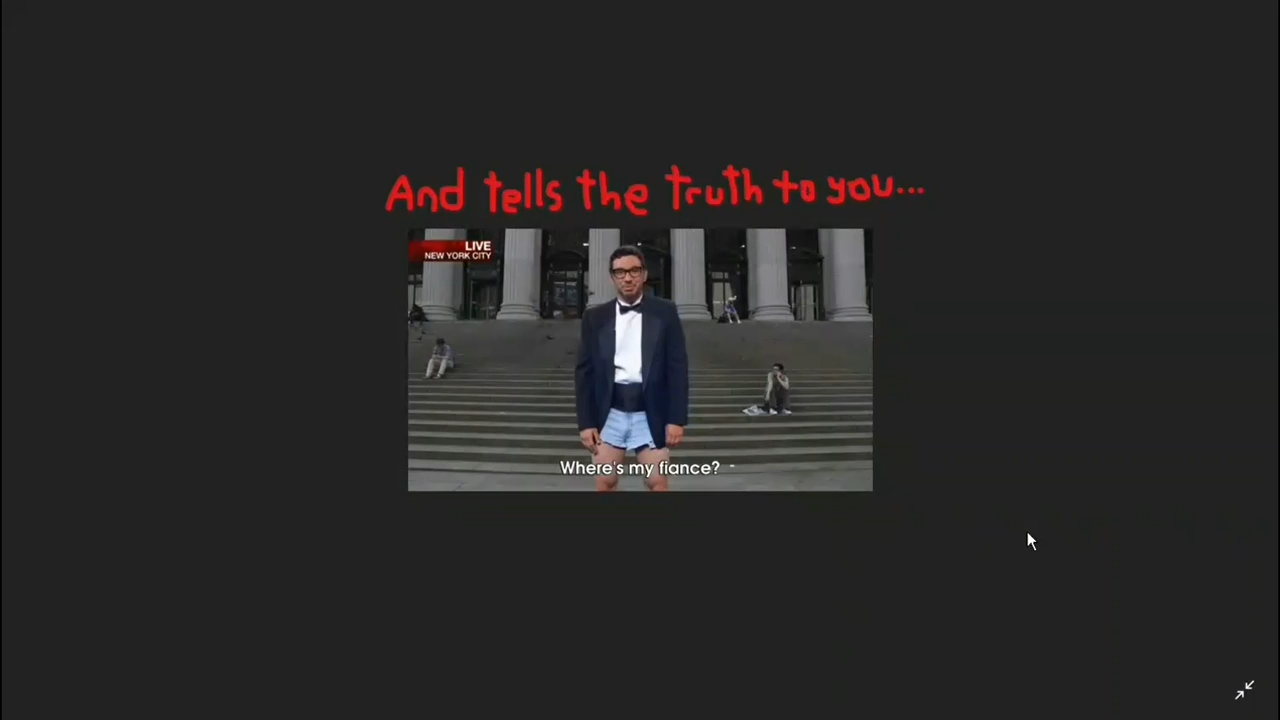 And tells the truth to you...
LIVE
NEW YORK CITY
Where's my fiance?